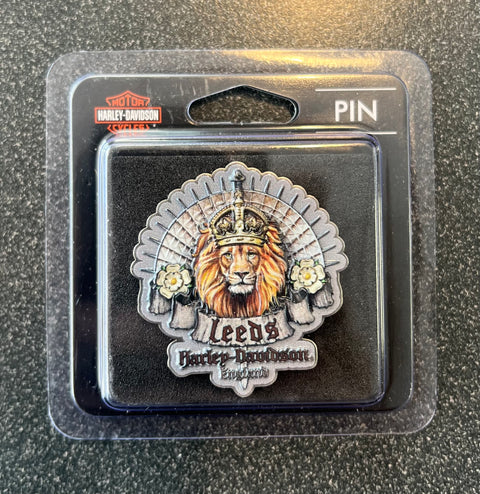 MOTOR
HARLEY-DAVIDSON
CYCLES
PIN
Leeds
Harley-Davidson
England